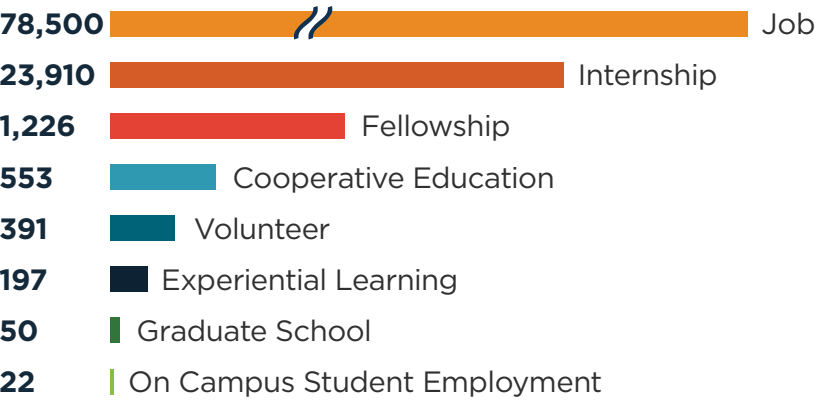 78,500 Job
23,910 Internship
1,226 Fellowship
553 Cooperative Education
391 Volunteer
197 Experiential Learning
50 Graduate School
22 On Campus Student Employment